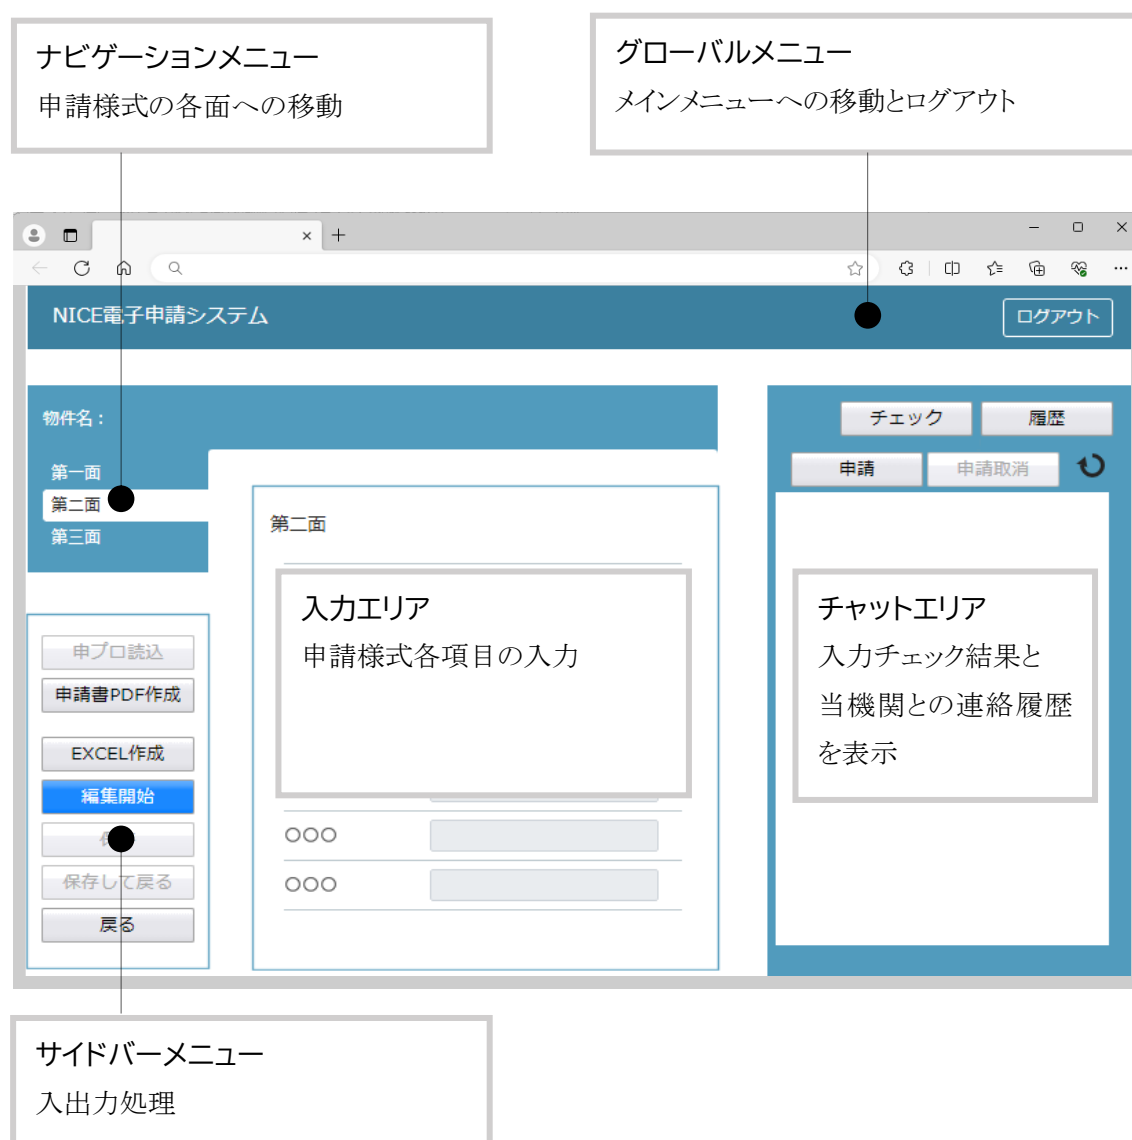 ナビゲーションメニュー
申請様式の各面への移動
グローバルメニュー
メインメニューへの移動とログアウト
NICE電子申請システム
ログアウト
物件名：
第一面
第二面
第三面
チェック
履歴
申請
申請取消
第二面
入力エリア
申請様式各項目の入力
チャットエリア
入力チェック結果と
当機関との連絡履歴
を表示
申プロ読込
申請書PDF作成
EXCEL作成
編集開始
保存して戻る
戻る
○○○
○○○
サイドバーメニュー
入出力処理